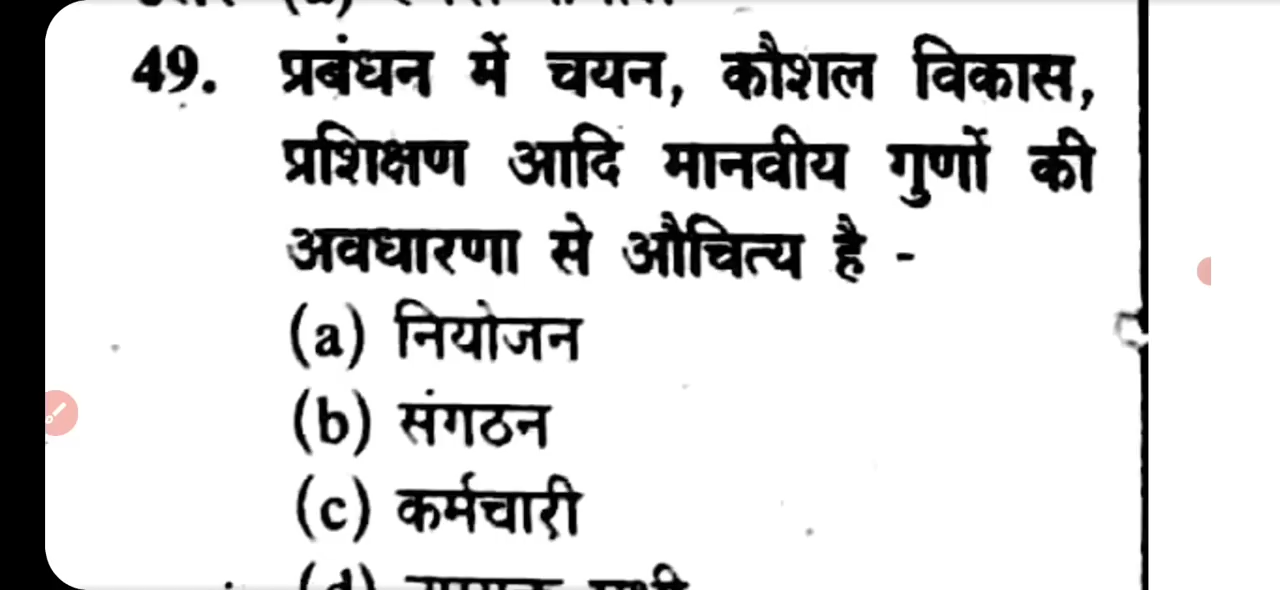 49. प्रबंधन में चयन, कौशल विकास,
प्रशिक्षण आदि मानवीय गुणों की
अवधारणा से औचित्य है -
(a) नियोजन
(b) संगठन
(c) कर्मचारी
(d)